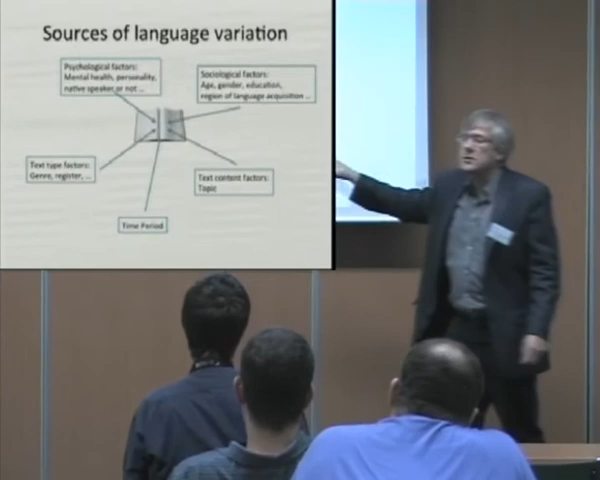 Sources of language variation
Psychological factors:
Mental health, personality,
native speaker or not ...
Sociological factors:
Age, gender, education,
region of language acquisition ...
Text type factors:
Genre, register, ...
Text content factors:
Topic
Time Period